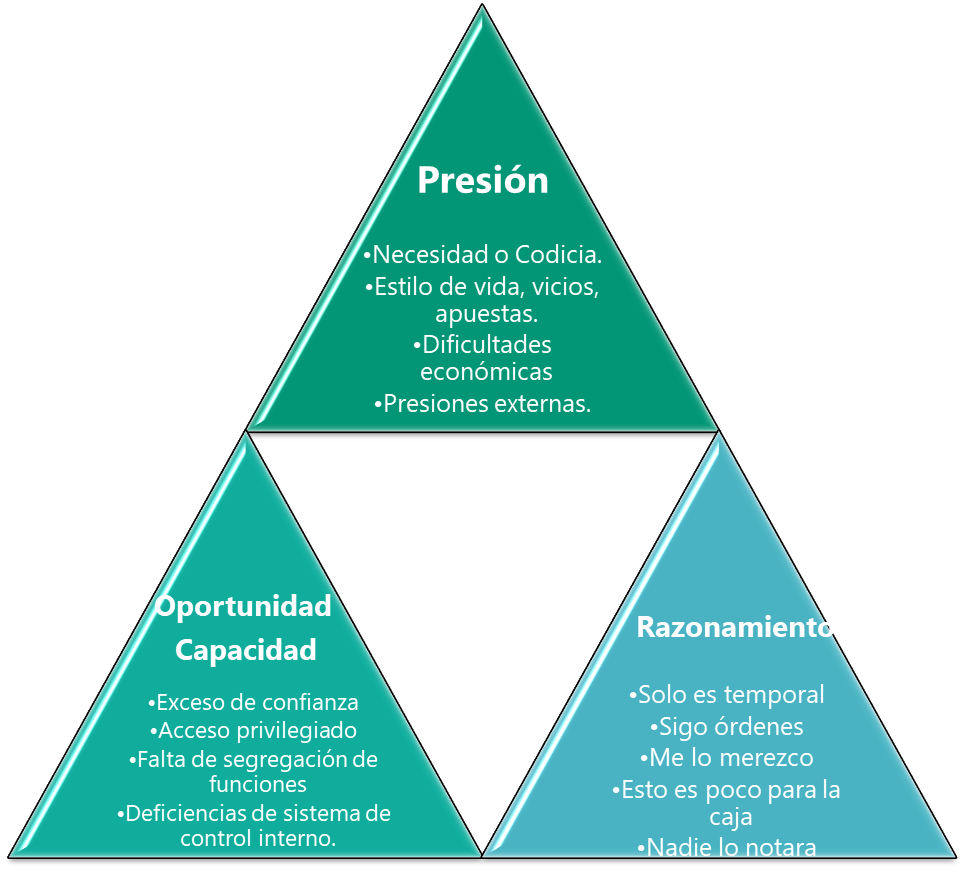 Presión
•Necesidad o Codicia.
•Estilo de vida, vicios,
apuestas.
•Dificultades
económicas
•Presiones externas.
Oportunidad
Capacidad
•Exceso de confianza
•Acceso privilegiado
•Falta de segregación de
funciones
•Deficiencias de sistema de
control interno.
Razonamiento
•Solo es temporal
•Sigo órdenes
•Me lo merezco
•Esto es poco para la
caja
•Nadie lo notara